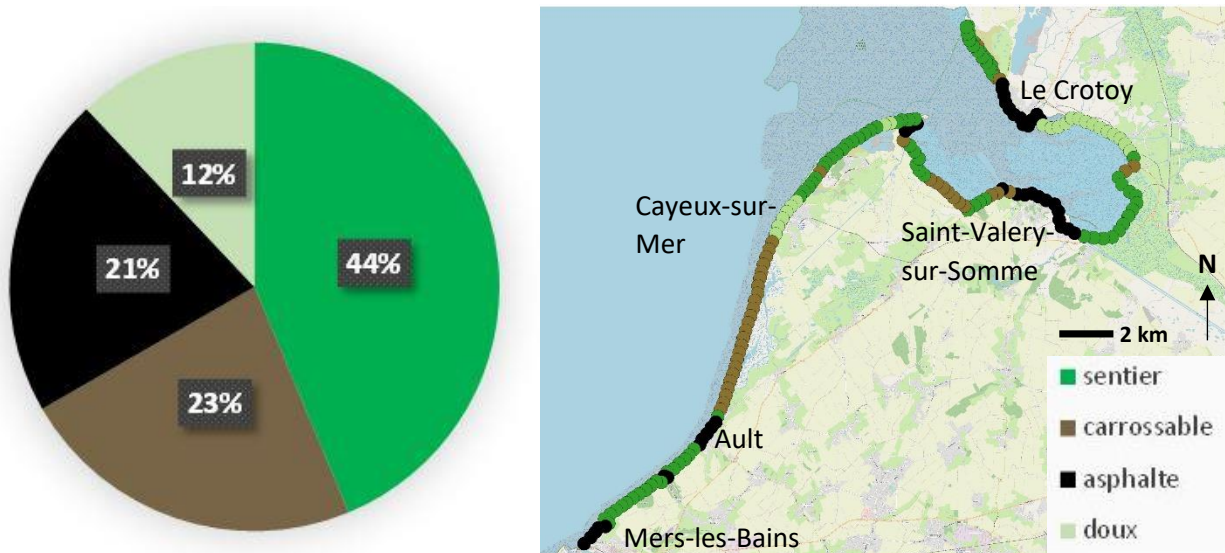 12%
21%
44%
23%
Le Crotoy
Cayeux-sur-
Mer
Saint-Valery-
sur-Somme
N
2 km
sentier
carrossable
Ault
asphalte
doux
Mers-les-Bains